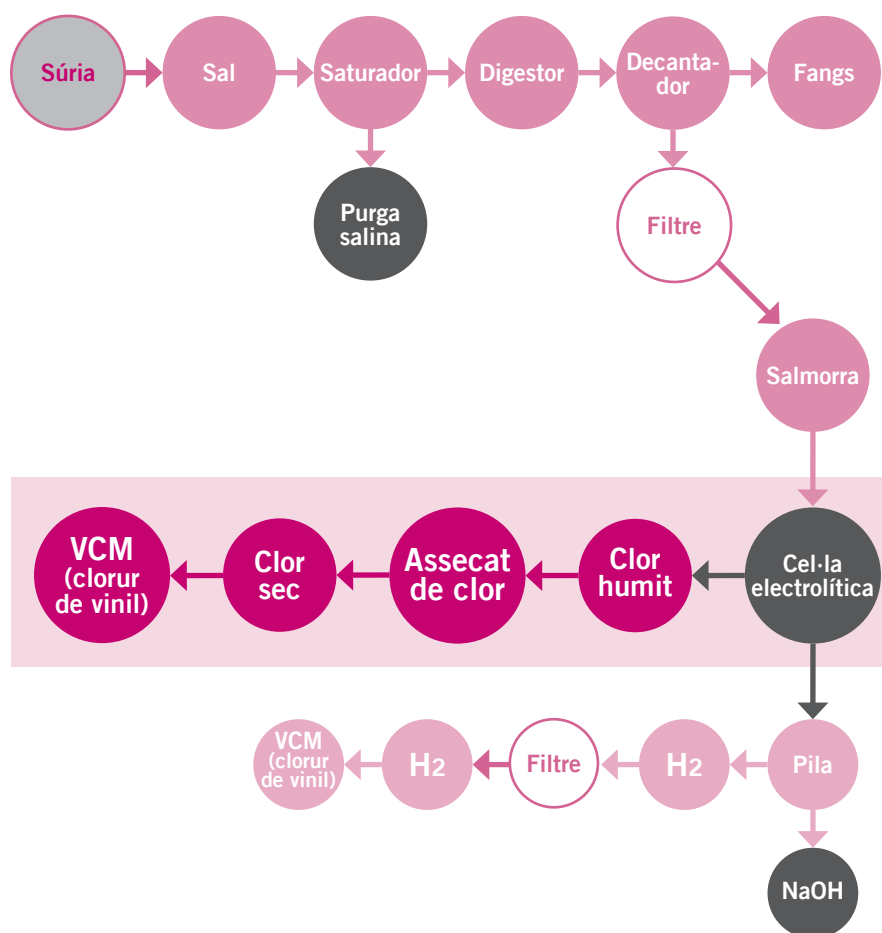 Súria
Sal
Saturador
Digestor
Decanta-
dor
Fangs
Purga
salina
Filtre
Salmorra
VCM
(clorur
de vinil)
Clor
sec
Assecat
de clor
Clor
humit
Cel·la
electrolítica
VCM
(clorur
de vinil)
H2
Filtre
H2
Pila
NaOH